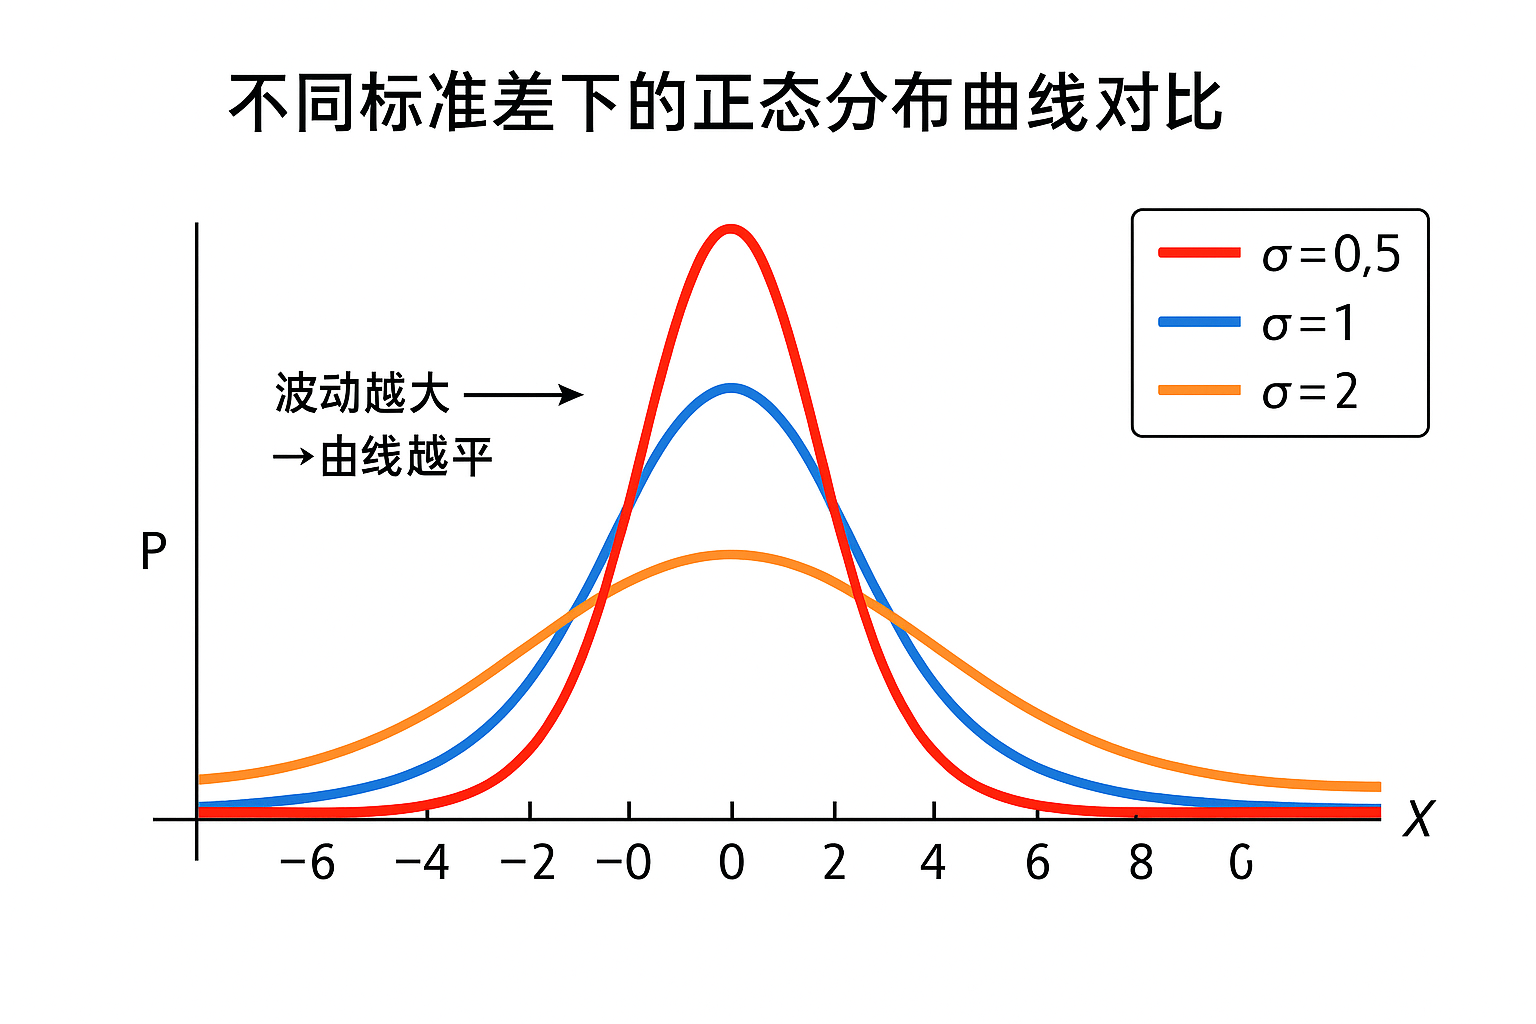 不同标准差下的正态分布曲线对比
σ=0,5
σ=1
σ=2
波动越大 →
→曲线越平
P
X
−6 −4 −2 −0 0 2 4 6 8